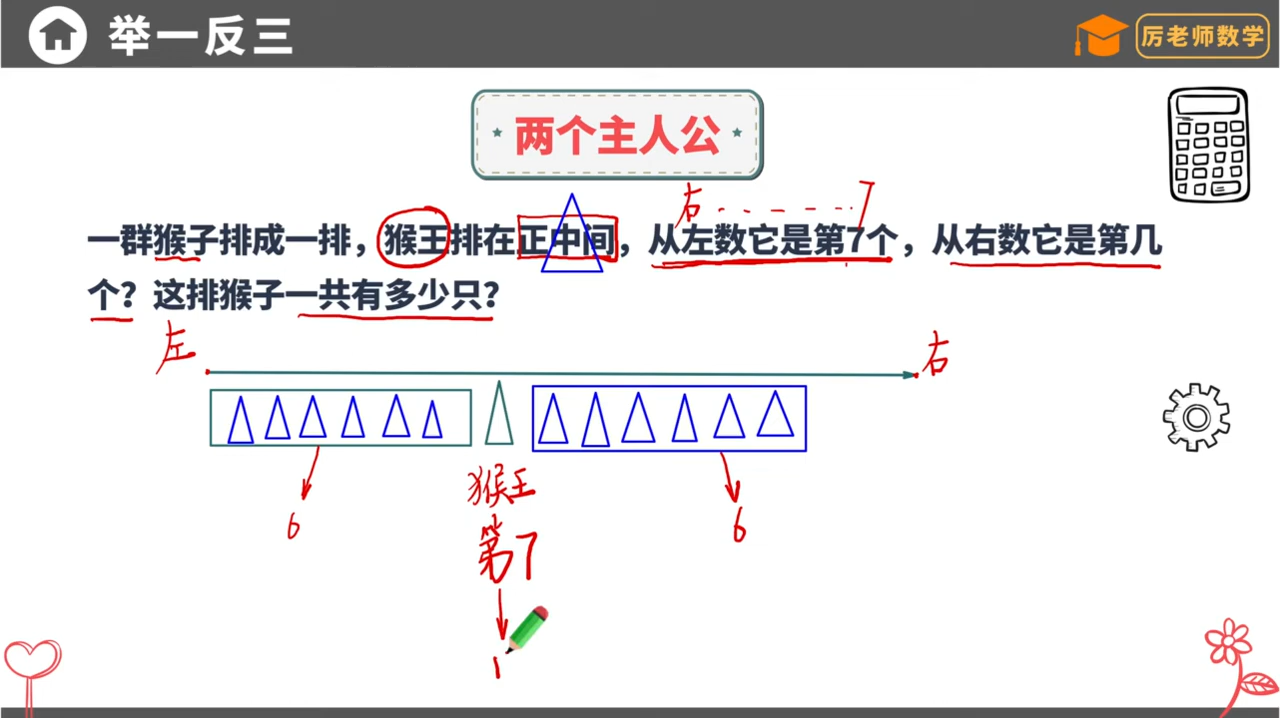 举一反三
厉老师数学
两个主人公
右 7
一群猴子排成一排，猴王排在正中间，从左数它是第7个，从右数它是第几
个？这排猴子一共有多少只？
左
右
猴王
6
6
第7
1